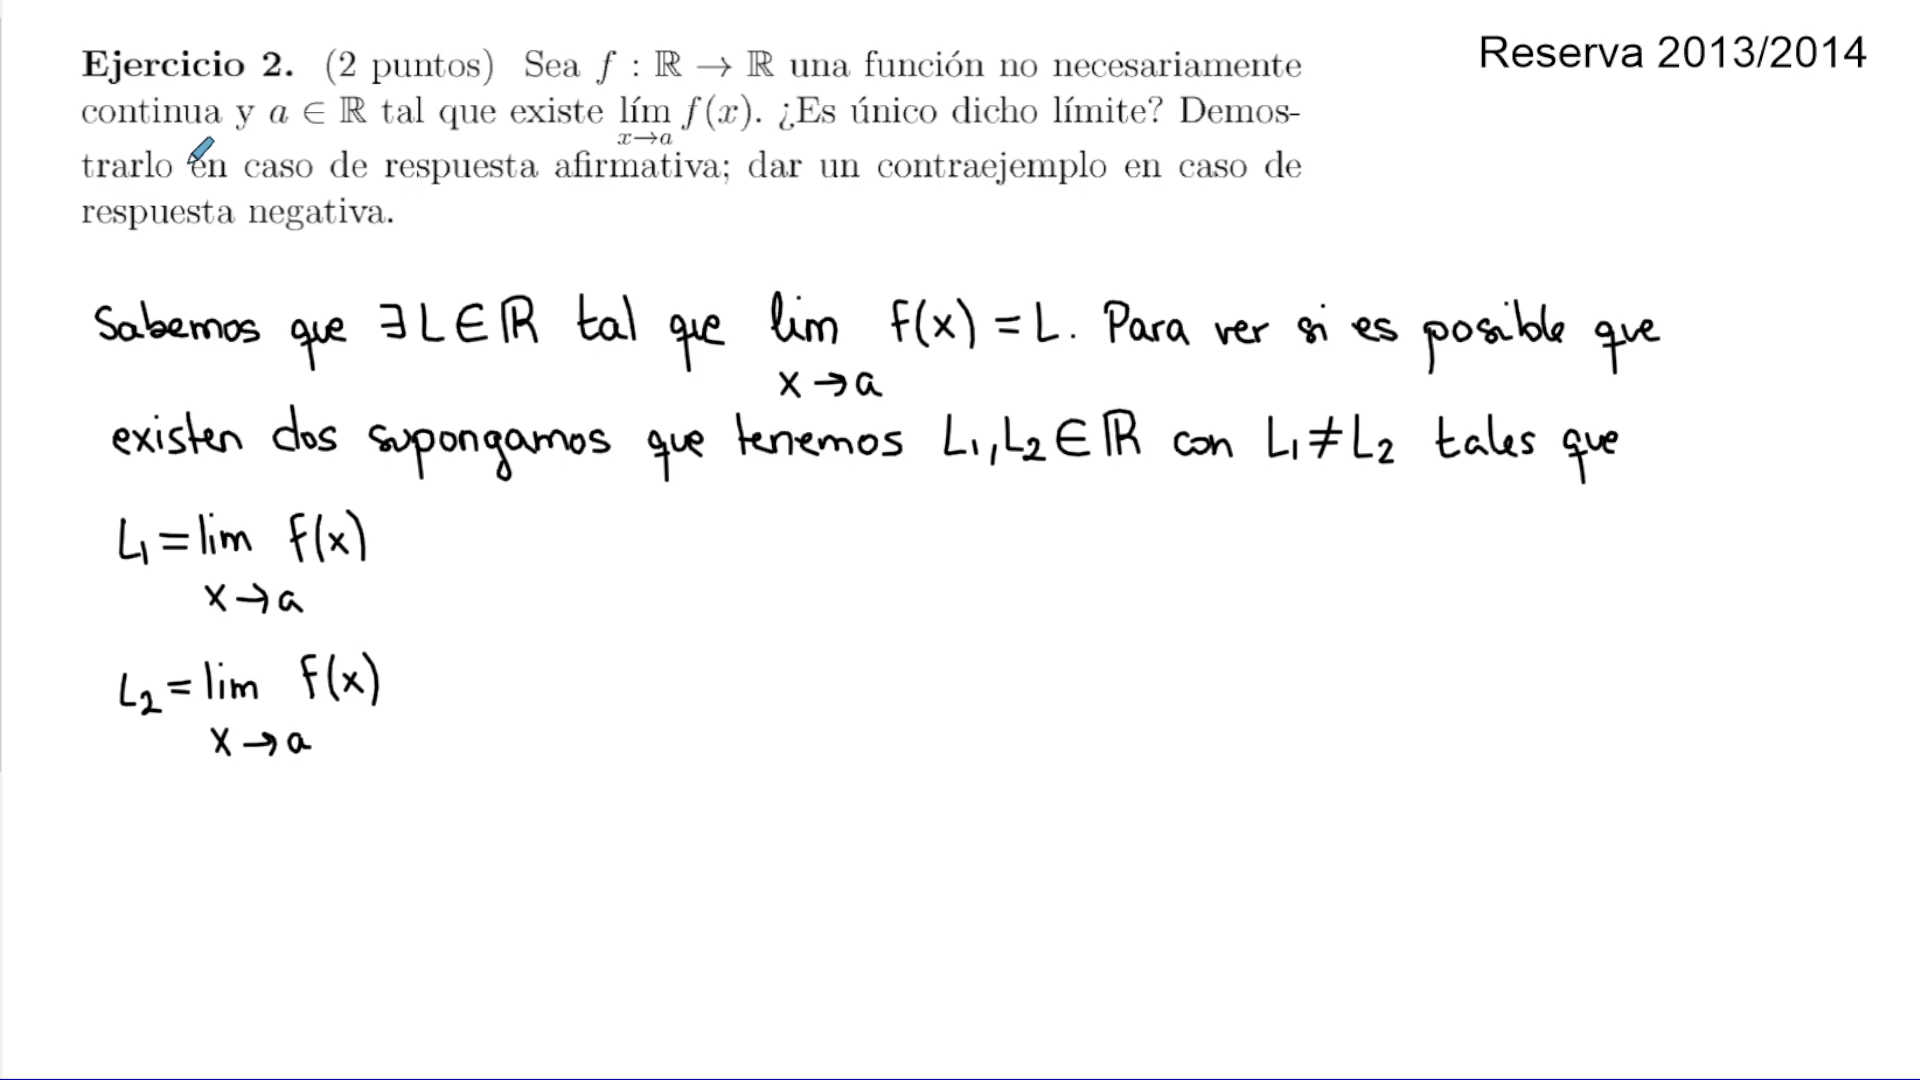 Reserva 2013/2014
Ejercicio 2. (2 puntos) Sea f : ℝ → ℝ una función no necesariamente
continua y a ∈ ℝ tal que existe lím f(x). ¿Es único dicho límite? Demos-
x→a
trarlo en caso de respuesta afirmativa; dar un contraejemplo en caso de
respuesta negativa.
Sabemos que ∃ L ∈ ℝ tal que lim f(x) = L. Para ver si es posible que
x → a
existen dos supongamos que tenemos L₁, L₂ ∈ ℝ con L₁ ≠ L₂ tales que
L₁ = lim f(x)
x → a
L₂ = lim f(x)
x → a